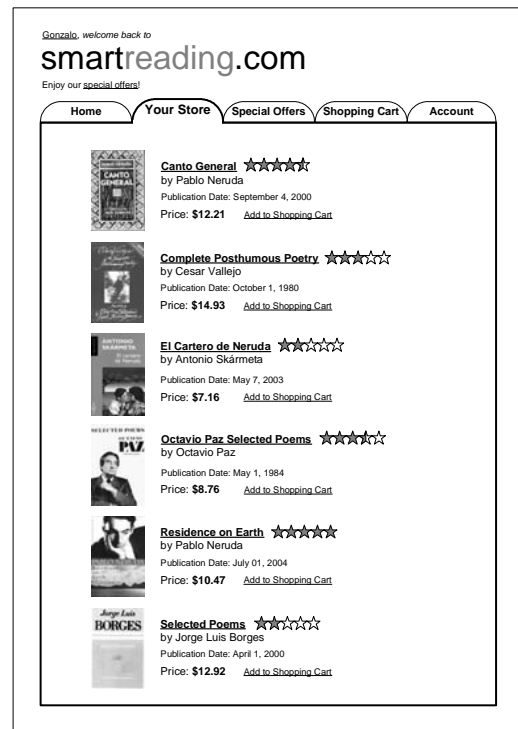 Gonzalo, welcome back to
smartreading.com
Enjoy our special offers!
Home Your Store Special Offers Shopping Cart Account
CANTO
GENERAL
Canto General
by Pablo Neruda
Publication Date: September 4, 2000
Price: $12.21 Add to Shopping Cart
Complete Posthumous Poetry
by Cesar Vallejo
Publication Date: October 1, 1980
Price: $14.93 Add to Shopping Cart
ANTONIO
SKÁRMETA
El cartero
de Neruda
El Cartero de Neruda
by Antonio Skármeta
Publication Date: May 7, 2003
Price: $7.16 Add to Shopping Cart
SELECTED POEMS
OCTAVIO
PAZ
Octavio Paz Selected Poems
by Octavio Paz
Publication Date: May 1, 1984
Price: $8.76 Add to Shopping Cart
Residence on Earth
by Pablo Neruda
Publication Date: July 01, 2004
Price: $10.47 Add to Shopping Cart
Jorge Luis
BORGES
Selected Poems
by Jorge Luis Borges
Publication Date: April 1, 2000
Price: $12.92 Add to Shopping Cart